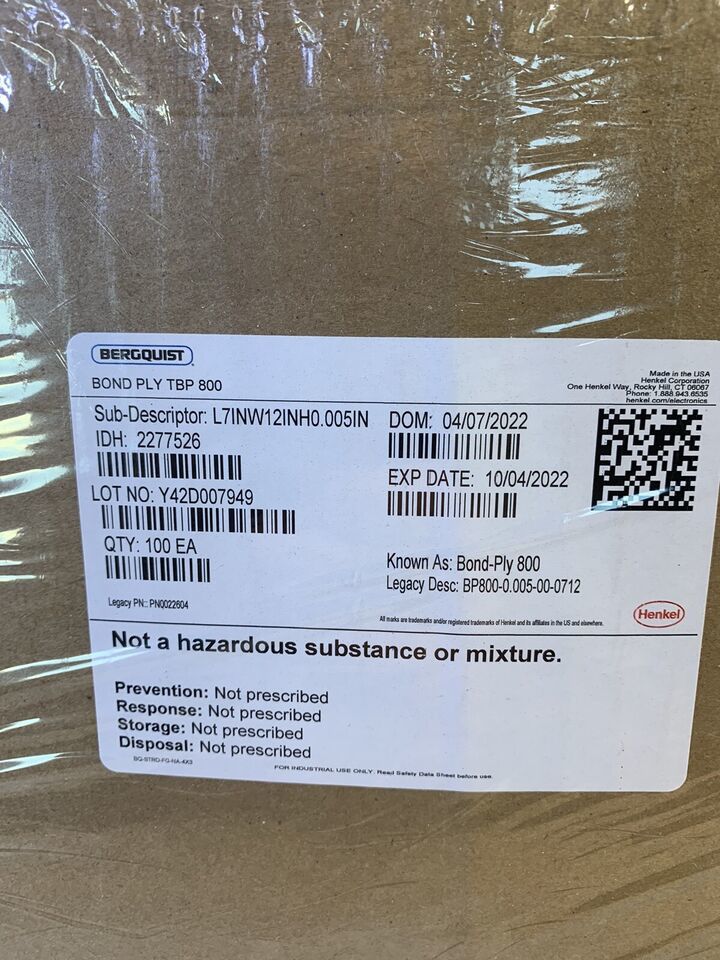 BERGQUIST
BOND PLY TBP 800
Made in the USA
Henkel Corporation
One Henkel Way, Rocky Hill, CT 06067
Phone: 1.888.943.6535
henkel.com/electronics
Sub-Descriptor: L7INW12INH0.005IN
IDH: 2277526
LOT NO: Y42D007949
QTY: 100 EA
Legacy PN:: PN0022604
DOM: 04/07/2022
EXP DATE: 10/04/2022
Known As: Bond-Ply 800
Legacy Desc: BP800-0.005-00-0712
Henkel
All marks are trademarks and/or registered trademarks of Henkel and its affiliates in the US and elsewhere.
Not a hazardous substance or mixture.
Prevention: Not prescribed
Response: Not prescribed
Storage: Not prescribed
Disposal: Not prescribed
BG-STRD-FG-NA-4X3
FOR INDUSTRIAL USE ONLY. Read Safety Data Sheet before use.